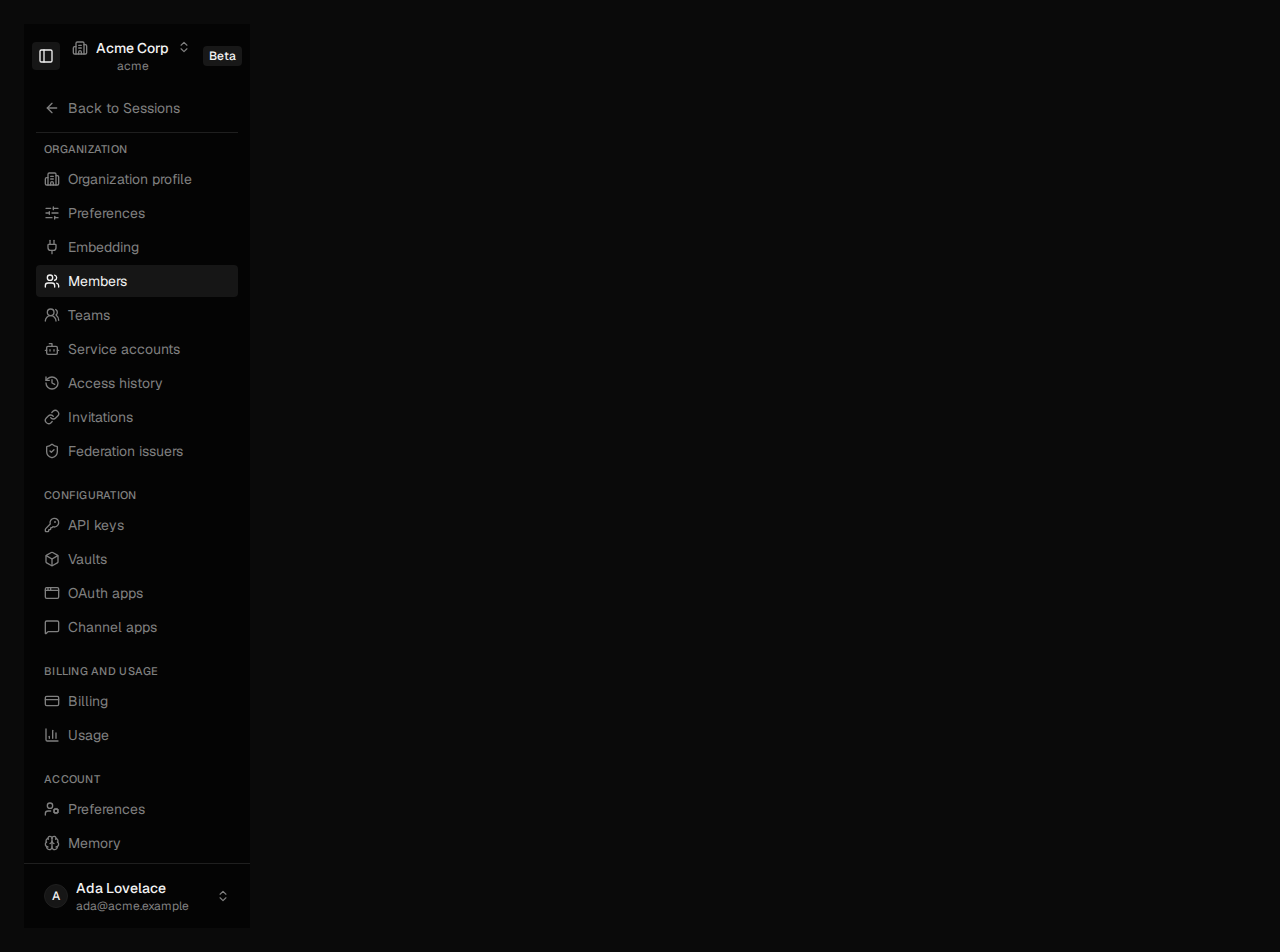 Acme Corp
acme
Beta
Back to Sessions
ORGANIZATION
Organization profile
Preferences
Embedding
Members
Teams
Service accounts
Access history
Invitations
Federation issuers
CONFIGURATION
API keys
Vaults
OAuth apps
Channel apps
BILLING AND USAGE
Billing
Usage
ACCOUNT
Preferences
Memory
A
Ada Lovelace
ada@acme.example